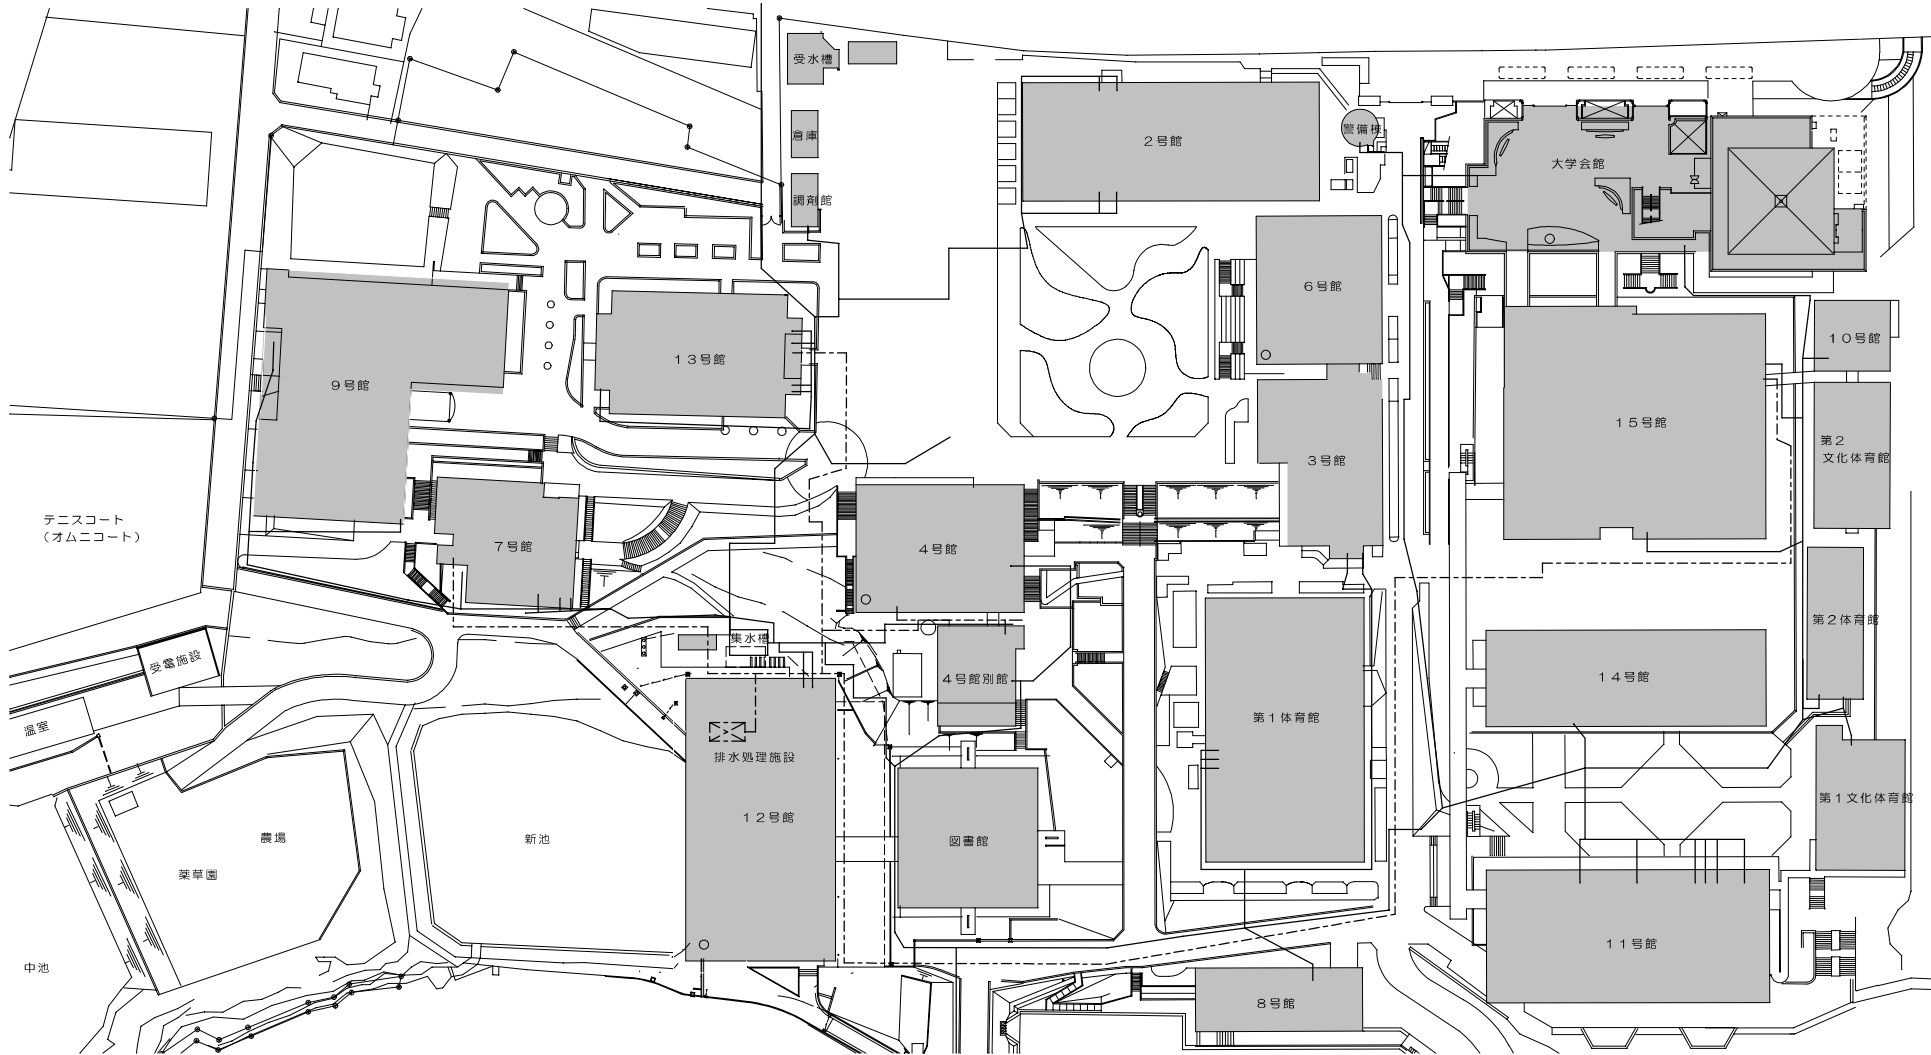 受水槽
倉庫
２号館
警備棟
大学会館
調剤館
６号館
１０号館
１３号館
９号館
１５号館
第２
文化体育館
３号館
テニスコート
（オムニコート）
７号館
４号館
第２体育館
集水槽
受電施設
４号館別館
１４号館
温室
第１体育館
排水処理施設
第１文化体育館
１２号館
農場
新池
図書館
薬草園
１１号館
中池
８号館